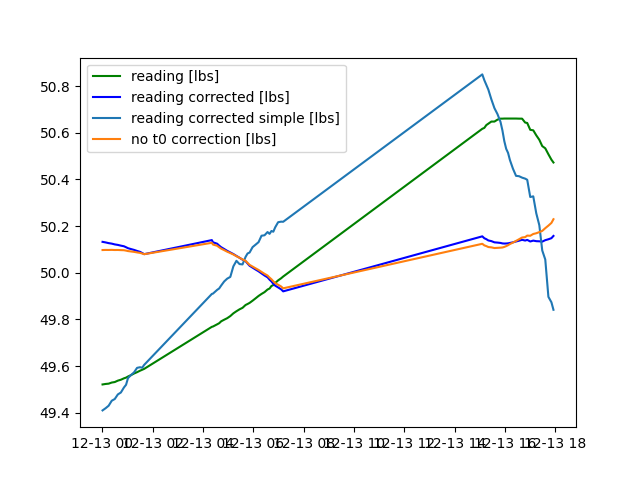 reading [lbs]
reading corrected [lbs]
reading corrected simple [lbs]
no t0 correction [lbs]
50.8
50.6
50.4
50.2
50.0
49.8
49.6
49.4
12-13 00 12-13 02 12-13 04 12-13 06 12-13 08 12-13 10 12-13 12 12-13 14 12-13 16 12-13 18